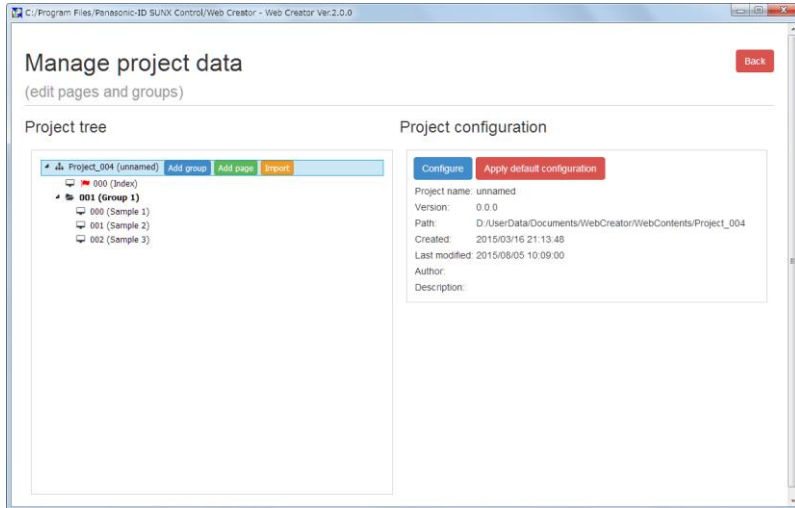 C:/Program Files/Panasonic-ID SUNX Control/Web Creator - Web Creator Ver.2.0.0
Manage project data
Back
(edit pages and groups)
Project tree
Project_004 (unnamed) Add group Add page Import
000 (Index)
001 (Group 1)
000 (Sample 1)
001 (Sample 2)
002 (Sample 3)
Project configuration
Configure Apply default configuration
Project name: unnamed
Version: 0.0.0
Path: D:/UserData/Documents/WebCreator/WebContents/Project_004
Created: 2015/03/16 21:13:48
Last modified: 2015/08/05 10:09:00
Author:
Description: